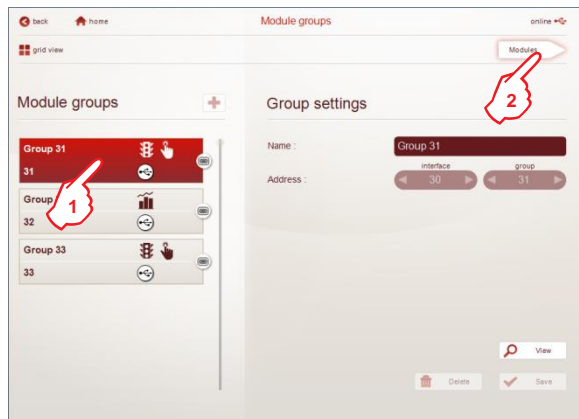 back home Module groups online
grid view Modules
2
Module groups Group settings
Group 31 Name : Group 31
31 interface group
Address : 30 31
Group
1
32
Group 33
33
View
Delete Save